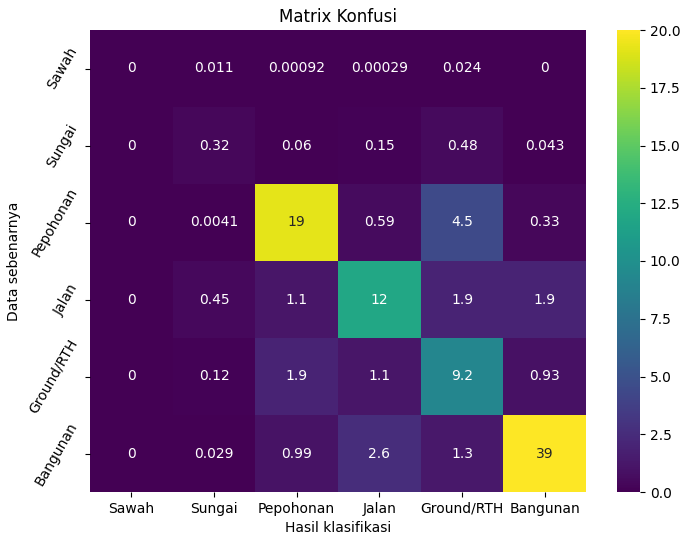 Matrix Konfusi
Data sebenarnya
Sawah 0 0.011 0.00092 0.00029 0.024 0
Sungai 0 0.32 0.06 0.15 0.48 0.043
Pepohonan 0 0.0041 19 0.59 4.5 0.33
Jalan 0 0.45 1.1 12 1.9 1.9
Ground/RTH 0 0.12 1.9 1.1 9.2 0.93
Bangunan 0 0.029 0.99 2.6 1.3 39
Sawah Sungai Pepohonan Jalan Ground/RTH Bangunan
Hasil klasifikasi
20.0
17.5
15.0
12.5
10.0
7.5
5.0
2.5
0.0